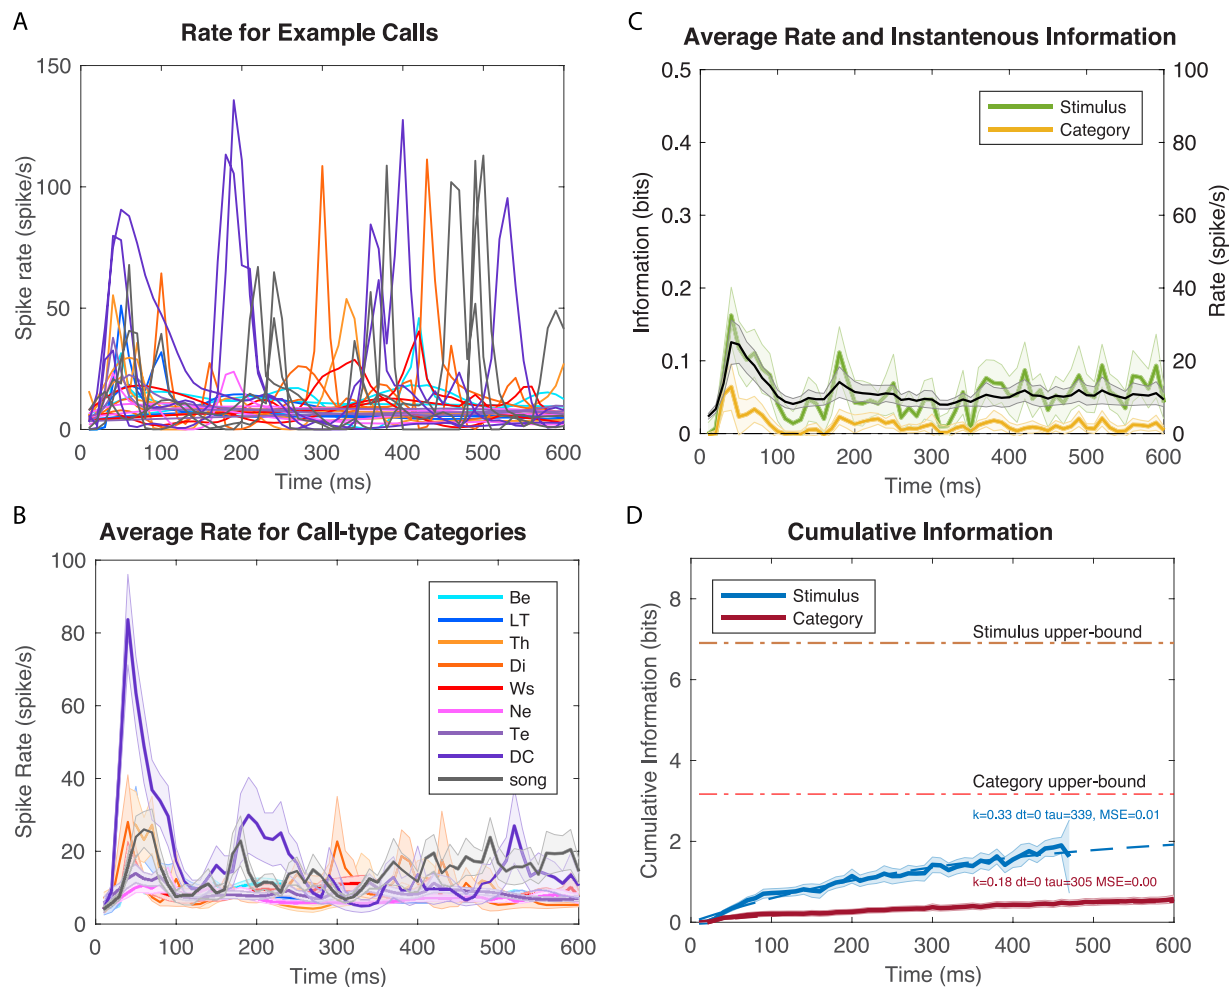 A
Rate for Example Calls
150
100
50
0
Spike rate (spike/s)
0
100
200
300
400
500
600
Time (ms)
B
Average Rate for Call-type Categories
100
80
60
40
20
0
Spike Rate (spike/s)
Be
LT
Th
Di
Ws
Ne
Te
DC
song
0
100
200
300
400
500
600
Time (ms)
C
Average Rate and Instantenous Information
0.5
0.4
0.3
0.2
0.1
0
Information (bits)
Stimulus
Category
100
80
60
40
20
0
Rate (spike/s)
0
100
200
300
400
500
600
Time (ms)
D
Cumulative Information
8
6
4
2
0
Cumulative Information (bits)
Stimulus
Category
Stimulus upper-bound
Category upper-bound
k=0.33 dt=0 tau=339, MSE=0.01
k=0.18 dt=0 tau=305 MSE=0.00
0
100
200
300
400
500
600
Time (ms)